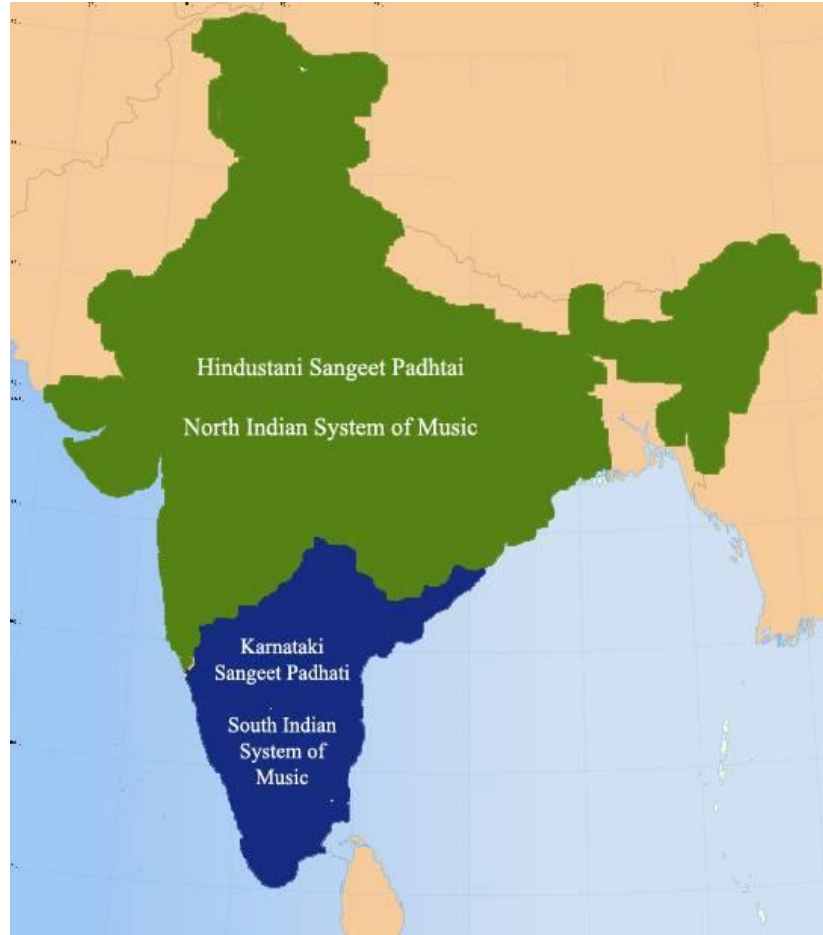 Hindustani Sangeet Padhtai
North Indian System of Music
Karnataki
Sangeet Padhati
South Indian
System of
Music